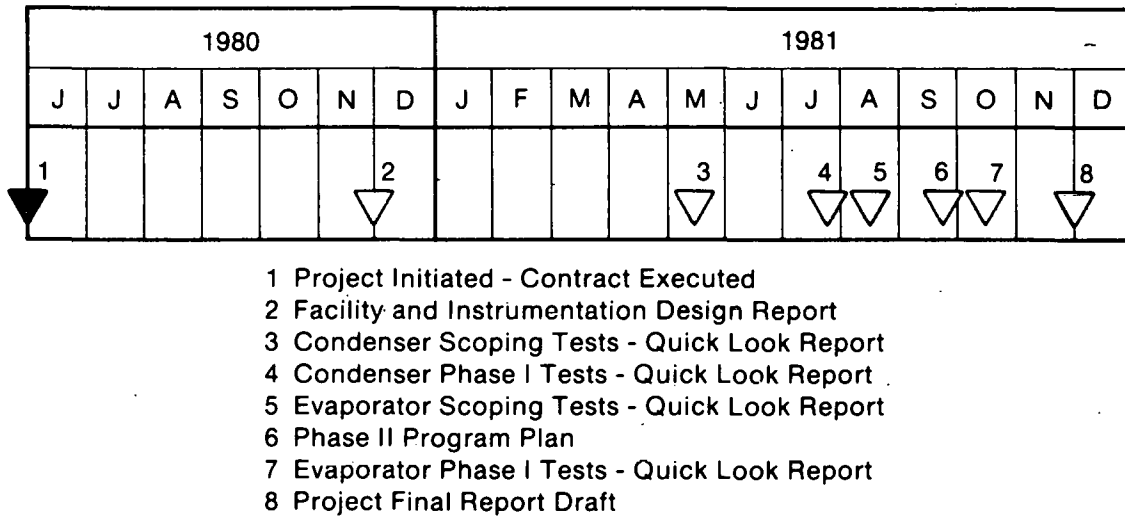 1980 1981
J J A S O N D J F M A M J J A S O N D
1 2 3 4 5 6 7 8
1 Project Initiated - Contract Executed
2 Facility and Instrumentation Design Report
3 Condenser Scoping Tests - Quick Look Report
4 Condenser Phase I Tests - Quick Look Report
5 Evaporator Scoping Tests - Quick Look Report
6 Phase II Program Plan
7 Evaporator Phase I Tests - Quick Look Report
8 Project Final Report Draft